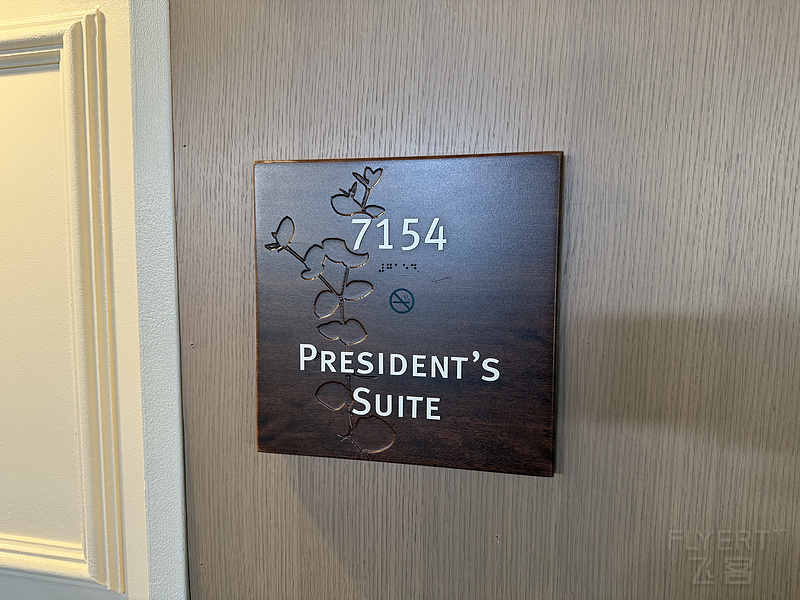 7154
PRESIDENT'S
SUITE
FLYERT
飞客